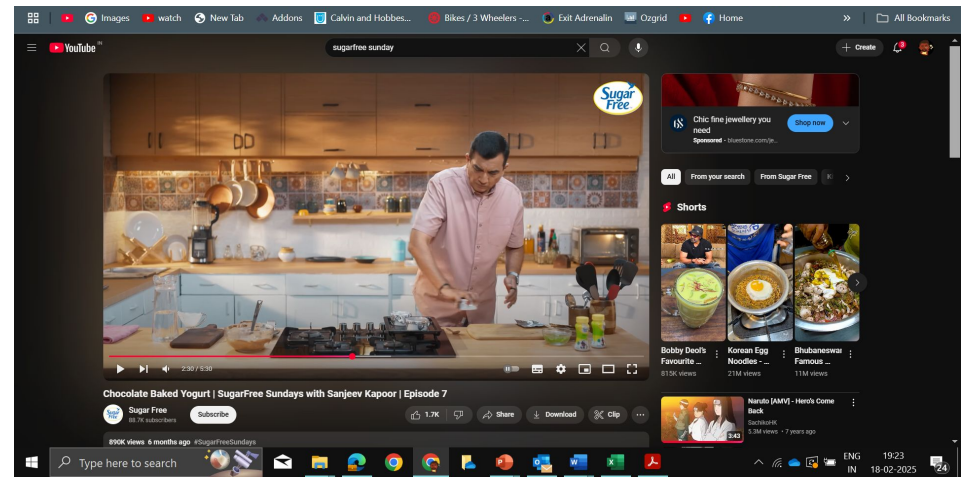 Images
watch
New Tab
Addons
Calvin and Hobbes...
Bikes / 3 Wheelers -...
Exit Adrenalin
Ozgrid
Home
»
All Bookmarks
YouTube IN
sugarfree sunday
+ Create
3
Sugar
Free
Chic fine jewellery you
need
Sponsored · bluestone.com/je...
Shop now
All
From your search
From Sugar Free
Shorts
Bobby Deol's
Favourite ...
815K views
Korean Egg
Noodles - ...
21M views
Bhubaneswar
Famous ...
11M views
2:30 / 5:30
Chocolate Baked Yogurt | SugarFree Sundays with Sanjeev Kapoor | Episode 7
Sugar Free
88.7K subscribers
Subscribe
1.7K
Share
Download
Clip
...
890K views 6 months ago #SugarFreeSundays
Naruto [AMV] - Hero's Come
Back
SachikoHK
5.3M views · 7 years ago
3:43
Type here to search
ENG
IN
19:23
18-02-2025
24